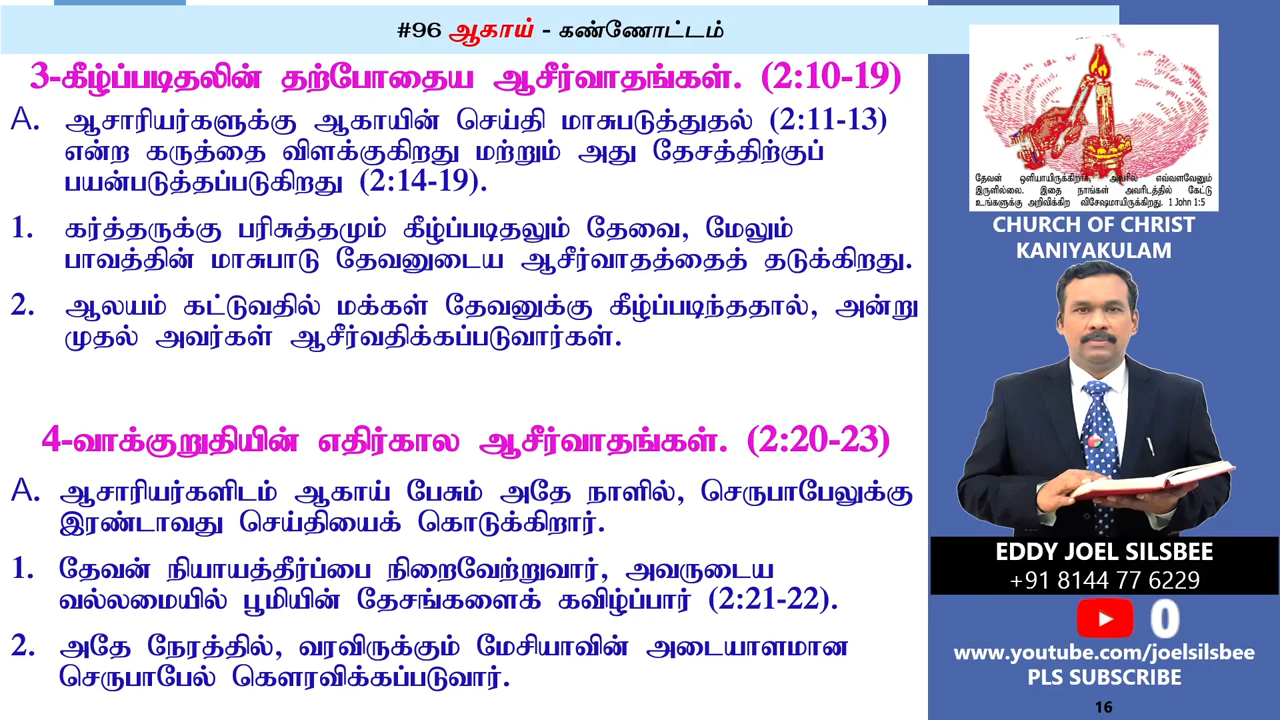 #96 ஆகாய் - கண்ணோட்டம்
3-கீழ்ப்படிதலின் தற்போதைய ஆசீர்வாதங்கள். (2:10-19)
A. ஆசாரியர்களுக்கு ஆகாயின் செய்தி மாசுபடுத்துதல் (2:11-13)
என்ற கருத்தை விளக்குகிறது மற்றும் அது தேசத்திற்குப்
பயன்படுத்தப்படுகிறது (2:14-19).
1. கர்த்தருக்கு பரிசுத்தமும் கீழ்ப்படிதலும் தேவை, மேலும்
பாவத்தின் மாசுபாடு தேவனுடைய ஆசீர்வாதத்தைத் தடுக்கிறது.
2. ஆலயம் கட்டுவதில் மக்கள் தேவனுக்கு கீழ்ப்படிந்ததால், அன்று
முதல் அவர்கள் ஆசீர்வதிக்கப்படுவார்கள்.
4-வாக்குறுதியின் எதிர்கால ஆசீர்வாதங்கள். (2:20-23)
A. ஆசாரியர்களிடம் ஆகாய் பேசும் அதே நாளில், செருபாபேலுக்கு
இரண்டாவது செய்தியைக் கொடுக்கிறார்.
1. தேவன் நியாயத்தீர்ப்பை நிறைவேற்றுவார், அவருடைய
வல்லமையில் பூமியின் தேசங்களைக் கவிழ்ப்பார் (2:21-22).
2. அதே நேரத்தில், வரவிருக்கும் மேசியாவின் அடையாளமான
செருபாபேல் கௌரவிக்கப்படுவார்.
தேவன் ஒளியாயிருக்கிறார், அவரில் எவ்வளவேனும்
இருளில்லை. இதை நாங்கள் அவரிடத்தில் கேட்டு
உங்களுக்கு அறிவிக்கிற விசேஷமாயிருக்கிறது. 1 John 1:5
CHURCH OF CHRIST
KANIYAKULAM
EDDY JOEL SILSBEE
+91 8144 77 6229
www.youtube.com/joelsilsbee
PLS SUBSCRIBE
16